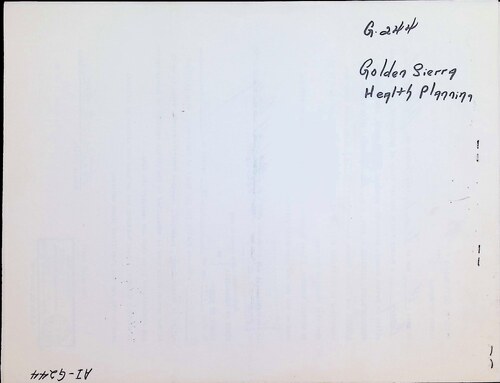 G-244
Golden Sierra
Health Planning
AI-G244